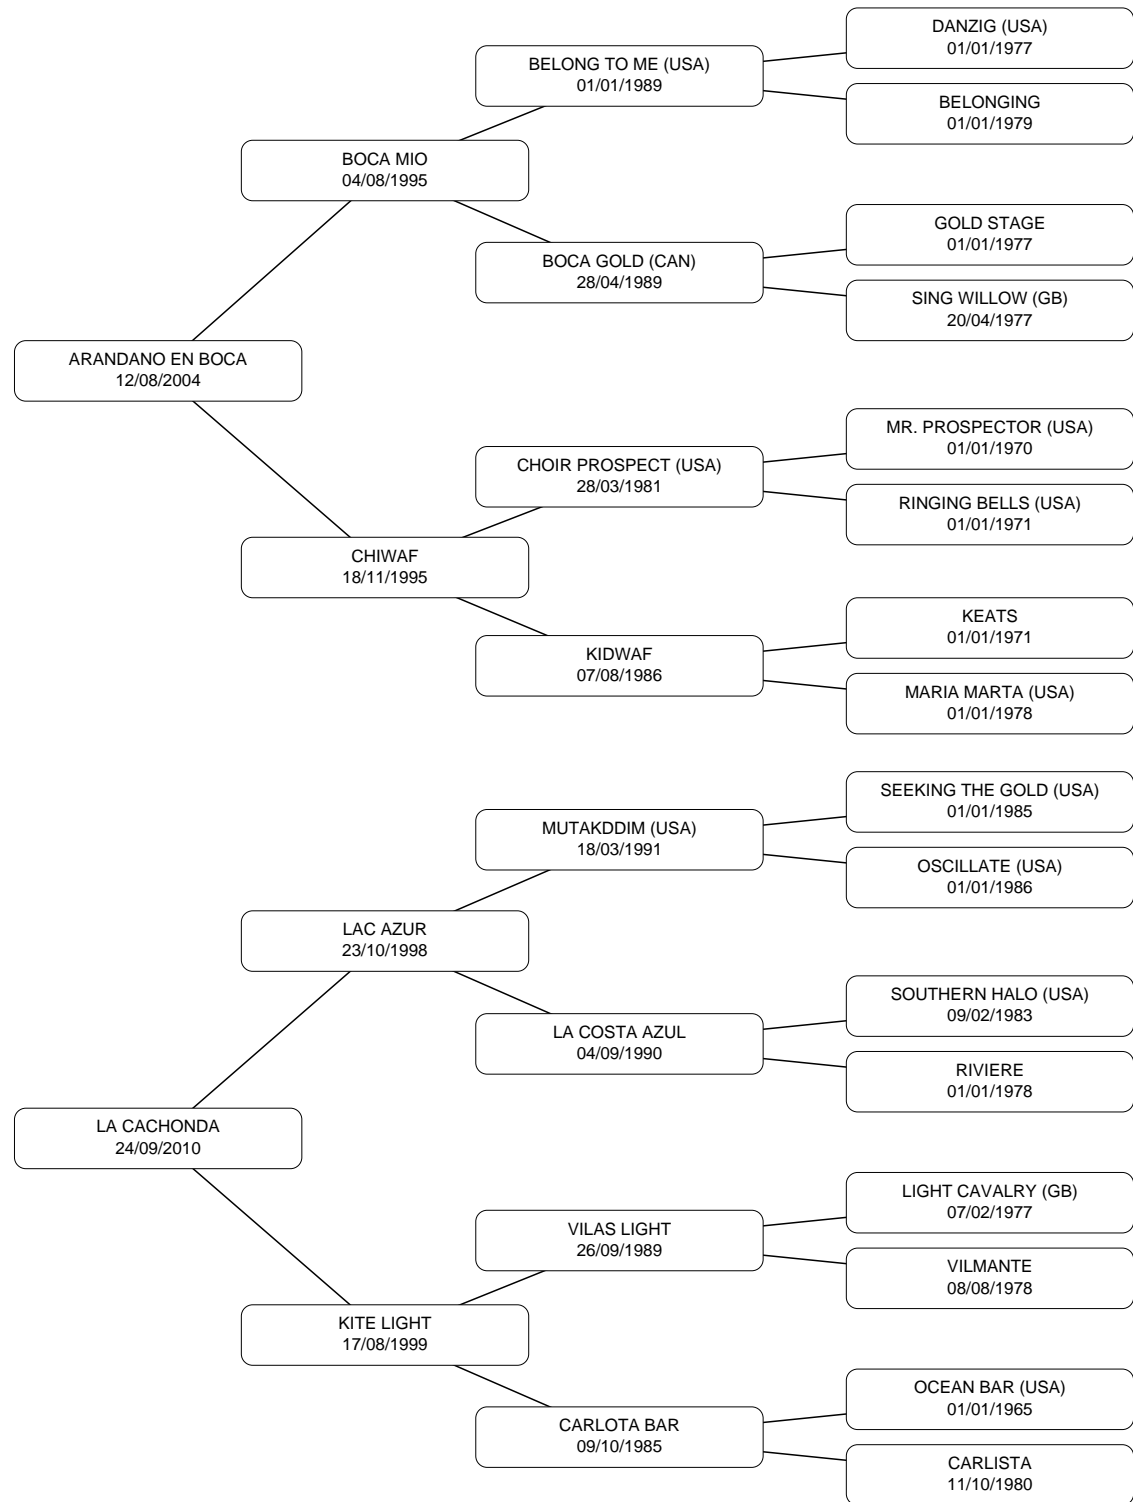 DANZIG (USA)
01/01/1977
BELONG TO ME (USA)
01/01/1989
BELONGING
01/01/1979
BOCA MIO
04/08/1995
GOLD STAGE
01/01/1977
BOCA GOLD (CAN)
28/04/1989
SING WILLOW (GB)
20/04/1977
ARANDANO EN BOCA
12/08/2004
MR. PROSPECTOR (USA)
01/01/1970
CHOIR PROSPECT (USA)
28/03/1981
RINGING BELLS (USA)
01/01/1971
CHIWAF
18/11/1995
KEATS
01/01/1971
KIDWAF
07/08/1986
MARIA MARTA (USA)
01/01/1978
SEEKING THE GOLD (USA)
01/01/1985
MUTAKDDIM (USA)
18/03/1991
OSCILLATE (USA)
01/01/1986
LAC AZUR
23/10/1998
SOUTHERN HALO (USA)
09/02/1983
LA COSTA AZUL
04/09/1990
RIVIERE
01/01/1978
LA CACHONDA
24/09/2010
LIGHT CAVALRY (GB)
07/02/1977
VILAS LIGHT
26/09/1989
VILMANTE
08/08/1978
KITE LIGHT
17/08/1999
OCEAN BAR (USA)
01/01/1965
CARLOTA BAR
09/10/1985
CARLISTA
11/10/1980